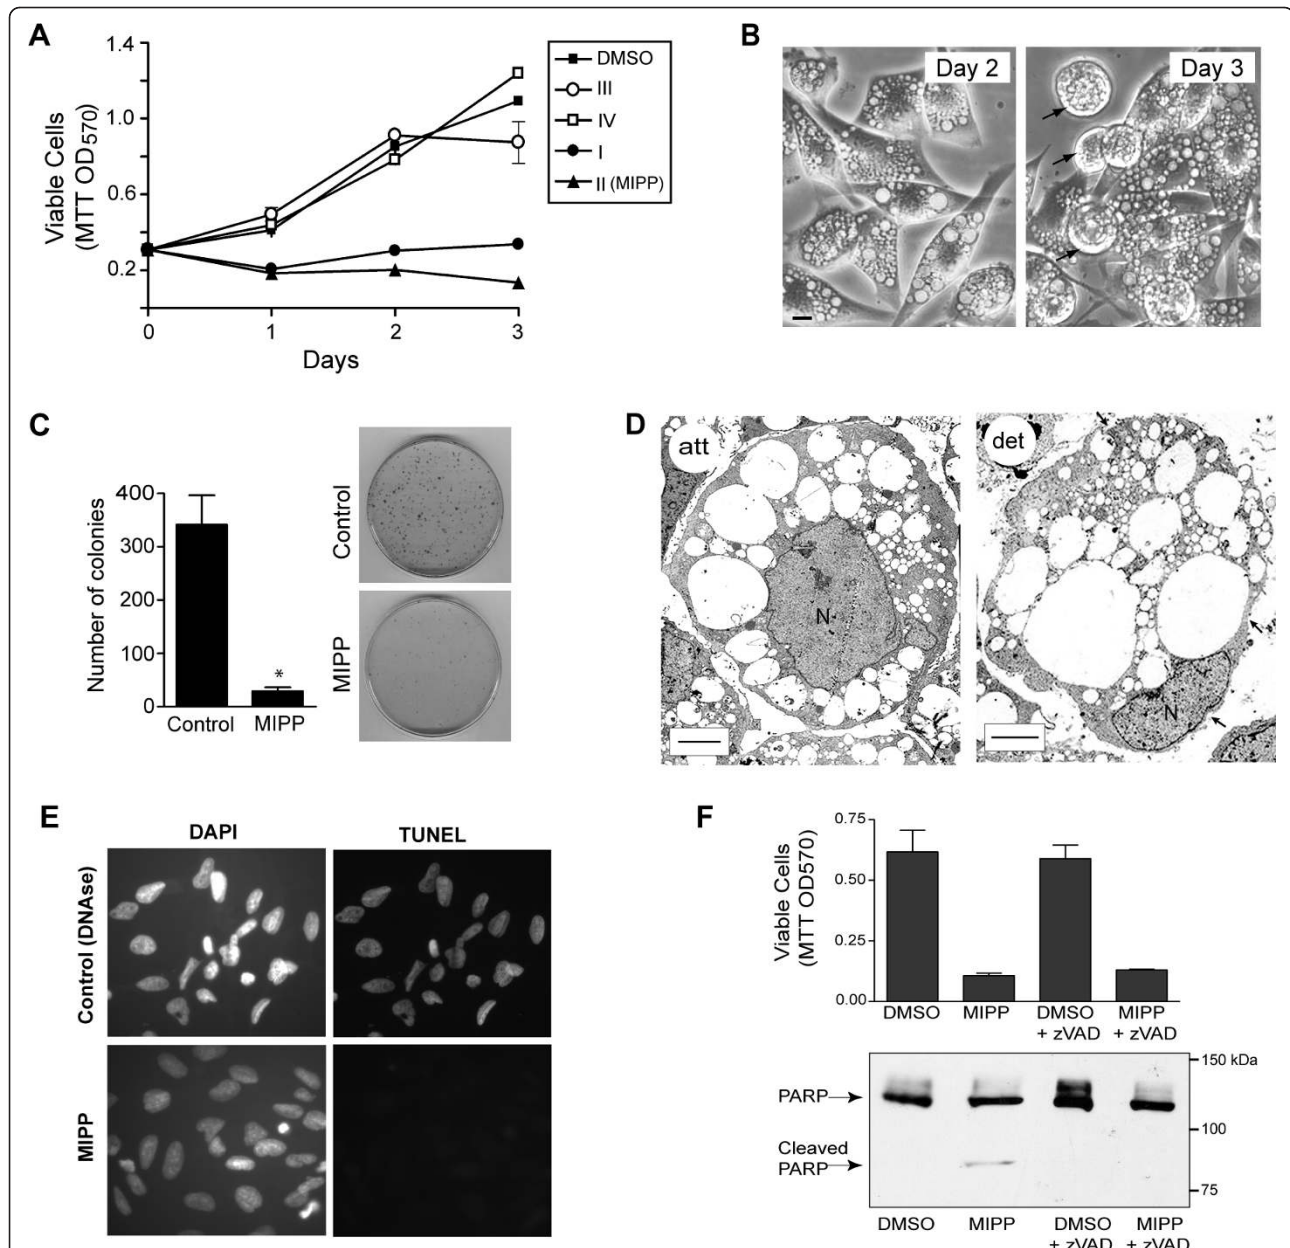 A
1.4
1.0
0.6
0.2
Viable Cells
(MTT OD570)
0 1 2 3
Days
DMSO
III
IV
I
II (MIPP)
B
Day 2
Day 3
C
Number of colonies
400
300
200
100
0
*
Control MIPP
Control
MIPP
D
att
N
det
N
E
DAPI TUNEL
Control (DNAse)
MIPP
F
Viable Cells
(MTT OD570)
0.75
0.50
0.25
0.00
DMSO MIPP DMSO MIPP
+ zVAD + zVAD
150 kDa
PARP
100
Cleaved
PARP
75
DMSO MIPP DMSO MIPP
+ zVAD + zVAD